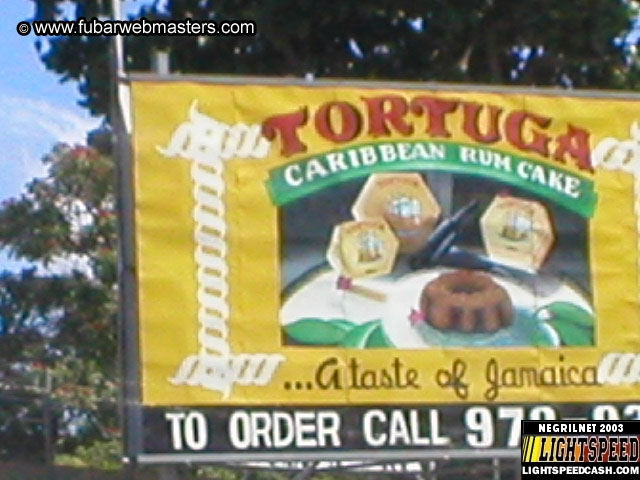 © www.fubarwebmasters.com
TORTUGA
CARIBBEAN RUM CAKE
...a taste of Jamaica
TO ORDER CALL
NEGRILNET 2003
LIGHTSPEED
LIGHTSPEEDCASH.COM